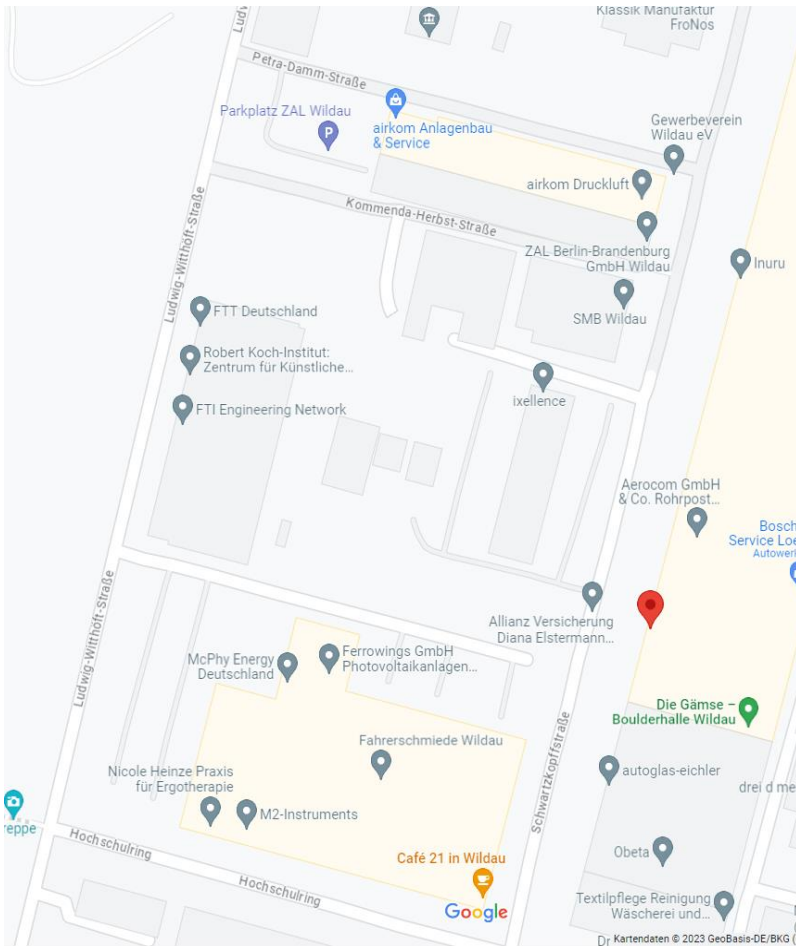 Klassik Manufaktur
FroNos
Petra-Damm-Straße
Parkplatz ZAL Wildau
P
airkom Anlagenbau
& Service
Gewerbeverein
Wildau eV
airkom Druckluft
Ludwig-Witthöft-Straße
Kommenda-Herbst-Straße
ZAL Berlin-Brandenburg
GmbH Wildau
Inuru
SMB Wildau
FTT Deutschland
Robert Koch-Institut:
Zentrum für Künstliche...
ixellence
FTI Engineering Network
Aerocom GmbH
& Co. Rohrpost...
Bosch
Service Loe
Autower
Allianz Versicherung
Diana Elstermann...
Ludwig-Witthöft-Straße
McPhy Energy
Deutschland
Ferrowings GmbH
Photovoltaikanlagen...
Die Gämse –
Boulderhalle Wildau
Schwartzkopffstraße
Fahrerschmiede Wildau
autoglas-eichler
drei d me
Nicole Heinze Praxis
für Ergotherapie
M2-Instruments
reppe
Hochschulring
Café 21 in Wildau
Obeta
Hochschulring
Google
Textilpflege Reinigung
Wäscherei und...
Dr
Kartendaten © 2023 GeoBasis-DE/BKG (